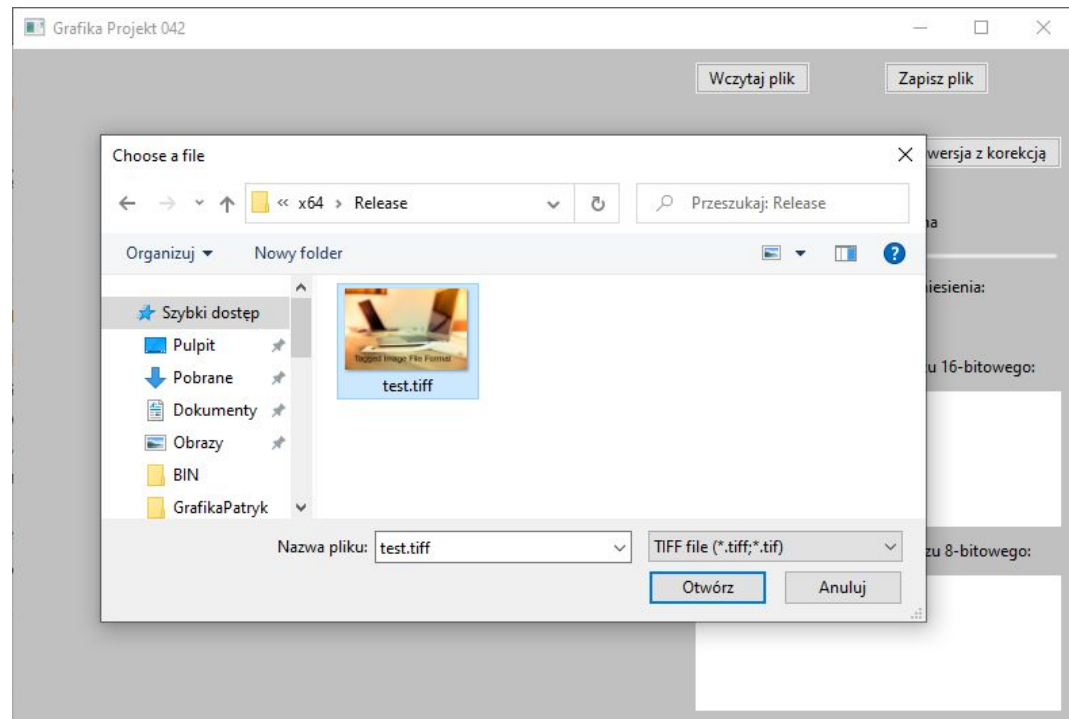 Grafika Projekt 042
Wczytaj plik
Zapisz plik
Choose a file
wersja z korekcją
« x64 › Release
Przeszukaj: Release
Organizuj
Nowy folder
?
Szybki dostęp
Pulpit
Pobrane
Dokumenty
Obrazy
BIN
GrafikaPatryk
Tagged Image File Format
test.tiff
iesienia:
u 16-bitowego:
Nazwa pliku: test.tiff
TIFF file (*.tiff;*.tif)
zu 8-bitowego:
Otwórz
Anuluj